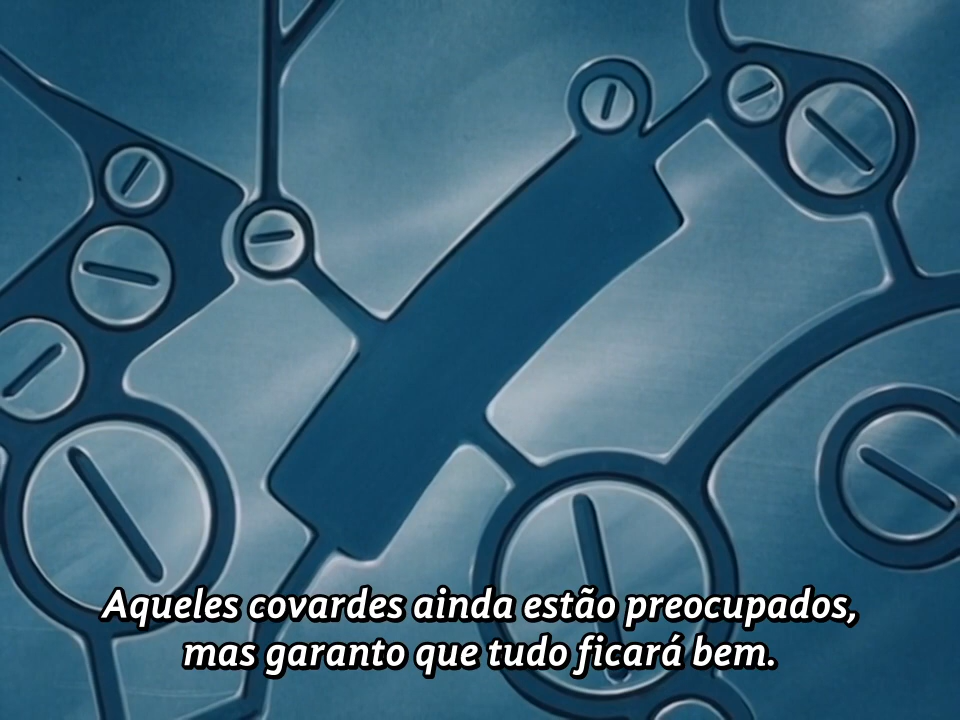 Aqueles covardes ainda estão preocupados,
mas garanto que tudo ficará bem.